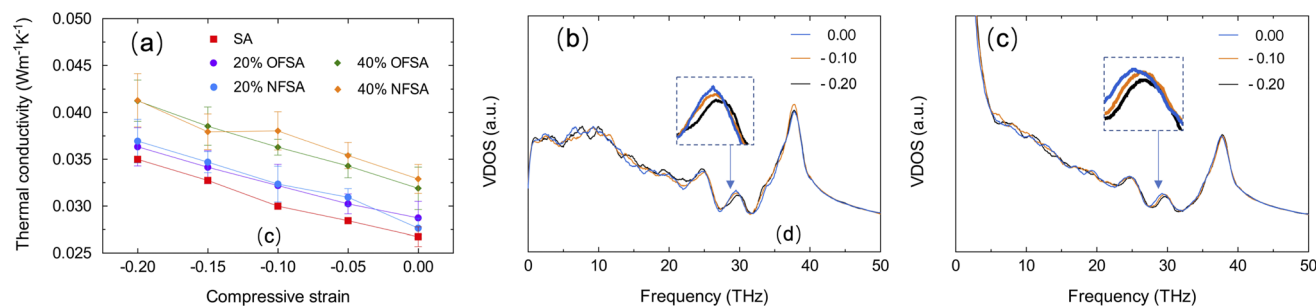 (a)
SA
20% OFSA
40% OFSA
20% NFSA
40% NFSA
Thermal conductivity (Wm⁻¹K⁻¹)
0.050
0.045
0.040
0.035
0.030
0.025
(c)
-0.20 -0.15 -0.10 -0.05 0.00
Compressive strain
(b)
0.00
- 0.10
- 0.20
VDOS (a.u.)
(d)
0 10 20 30 40 50
Frequency (THz)
(c)
0.00
- 0.10
- 0.20
VDOS (a.u.)
0 10 20 30 40 50
Frequency (THz)